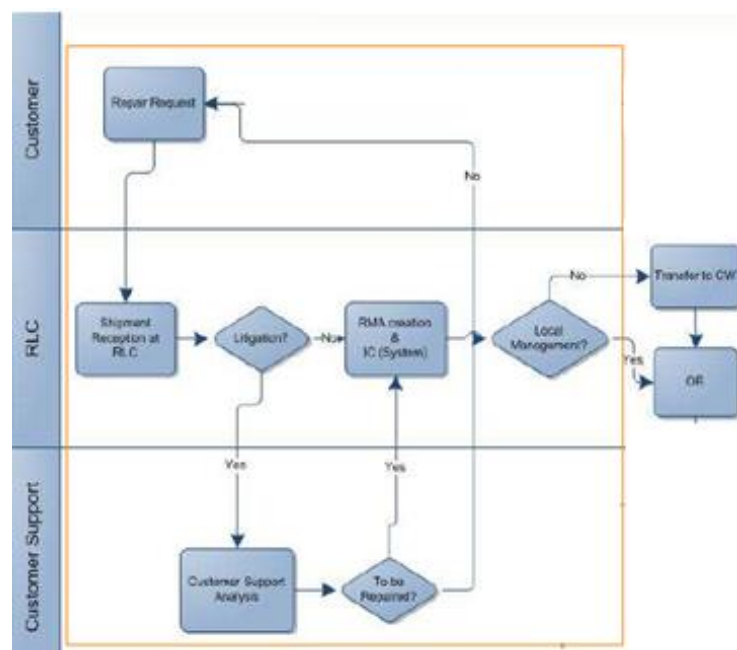 Customer
Repair Request
No
RLC
Shipment
Reception at
RLC
Litigation?
No
RMA creation
&
IC (System)
Local
Management?
No
Transfer to CW
Yes
Customer Support
Yes
Yes
Customer Support
Analysis
To be
Repaired?